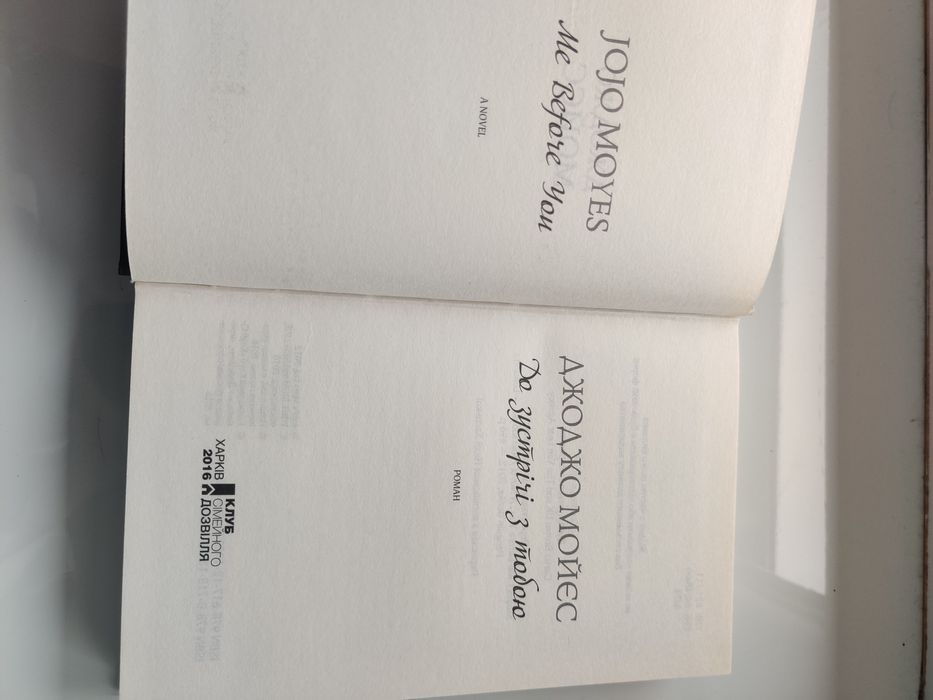 JOJO MOYES
Me Before You
A NOVEL
ДЖОДЖО МОЙЄС
До зустрічі з тобою
РОМАН
КЛУБ
СІМЕЙНОГО
ДОЗВІЛЛЯ
ХАРКІВ
2016